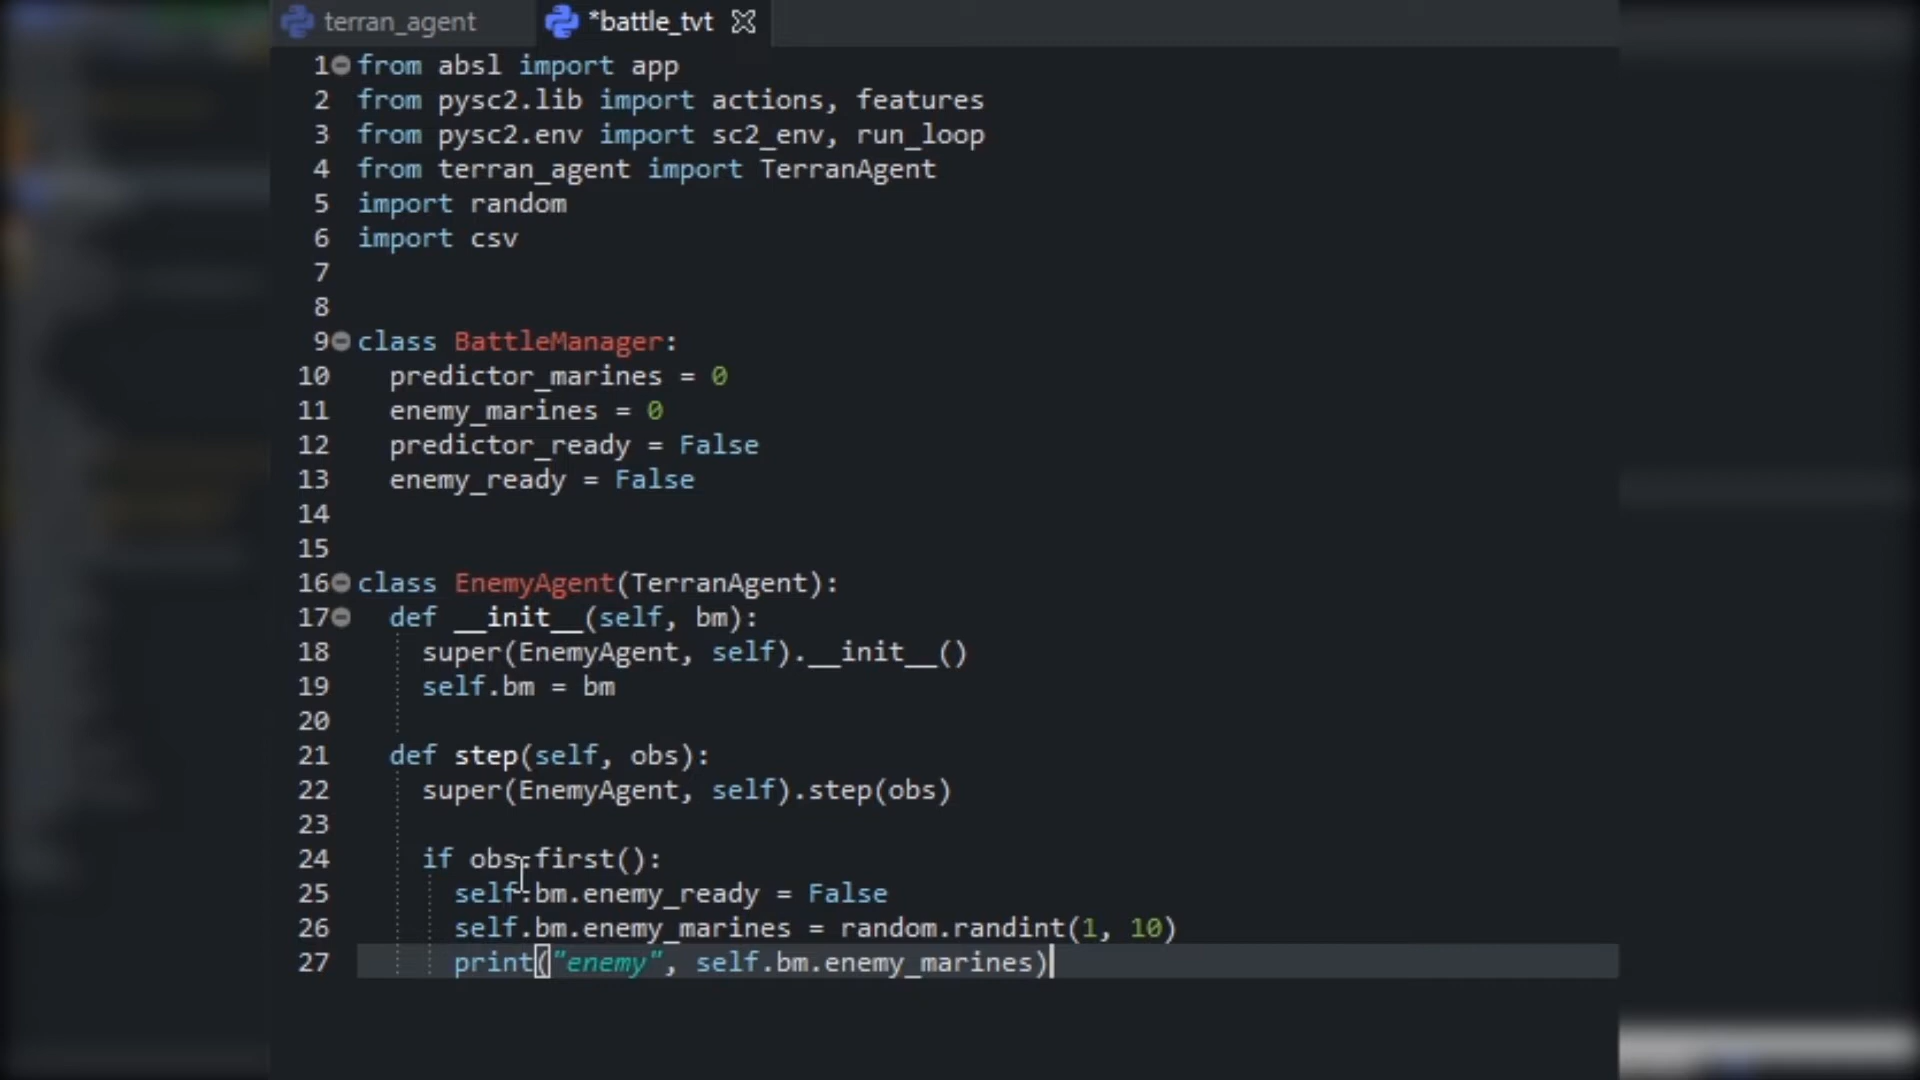 terran_agent *battle_tvt
1 from absl import app
2 from pysc2.lib import actions, features
3 from pysc2.env import sc2_env, run_loop
4 from terran_agent import TerranAgent
5 import random
6 import csv
7
8
9 class BattleManager:
10 predictor_marines = 0
11 enemy_marines = 0
12 predictor_ready = False
13 enemy_ready = False
14
15
16 class EnemyAgent(TerranAgent):
17 def __init__(self, bm):
18 super(EnemyAgent, self).__init__()
19 self.bm = bm
20
21 def step(self, obs):
22 super(EnemyAgent, self).step(obs)
23
24 if obs.first():
25 self.bm.enemy_ready = False
26 self.bm.enemy_marines = random.randint(1, 10)
27 print("enemy", self.bm.enemy_marines)